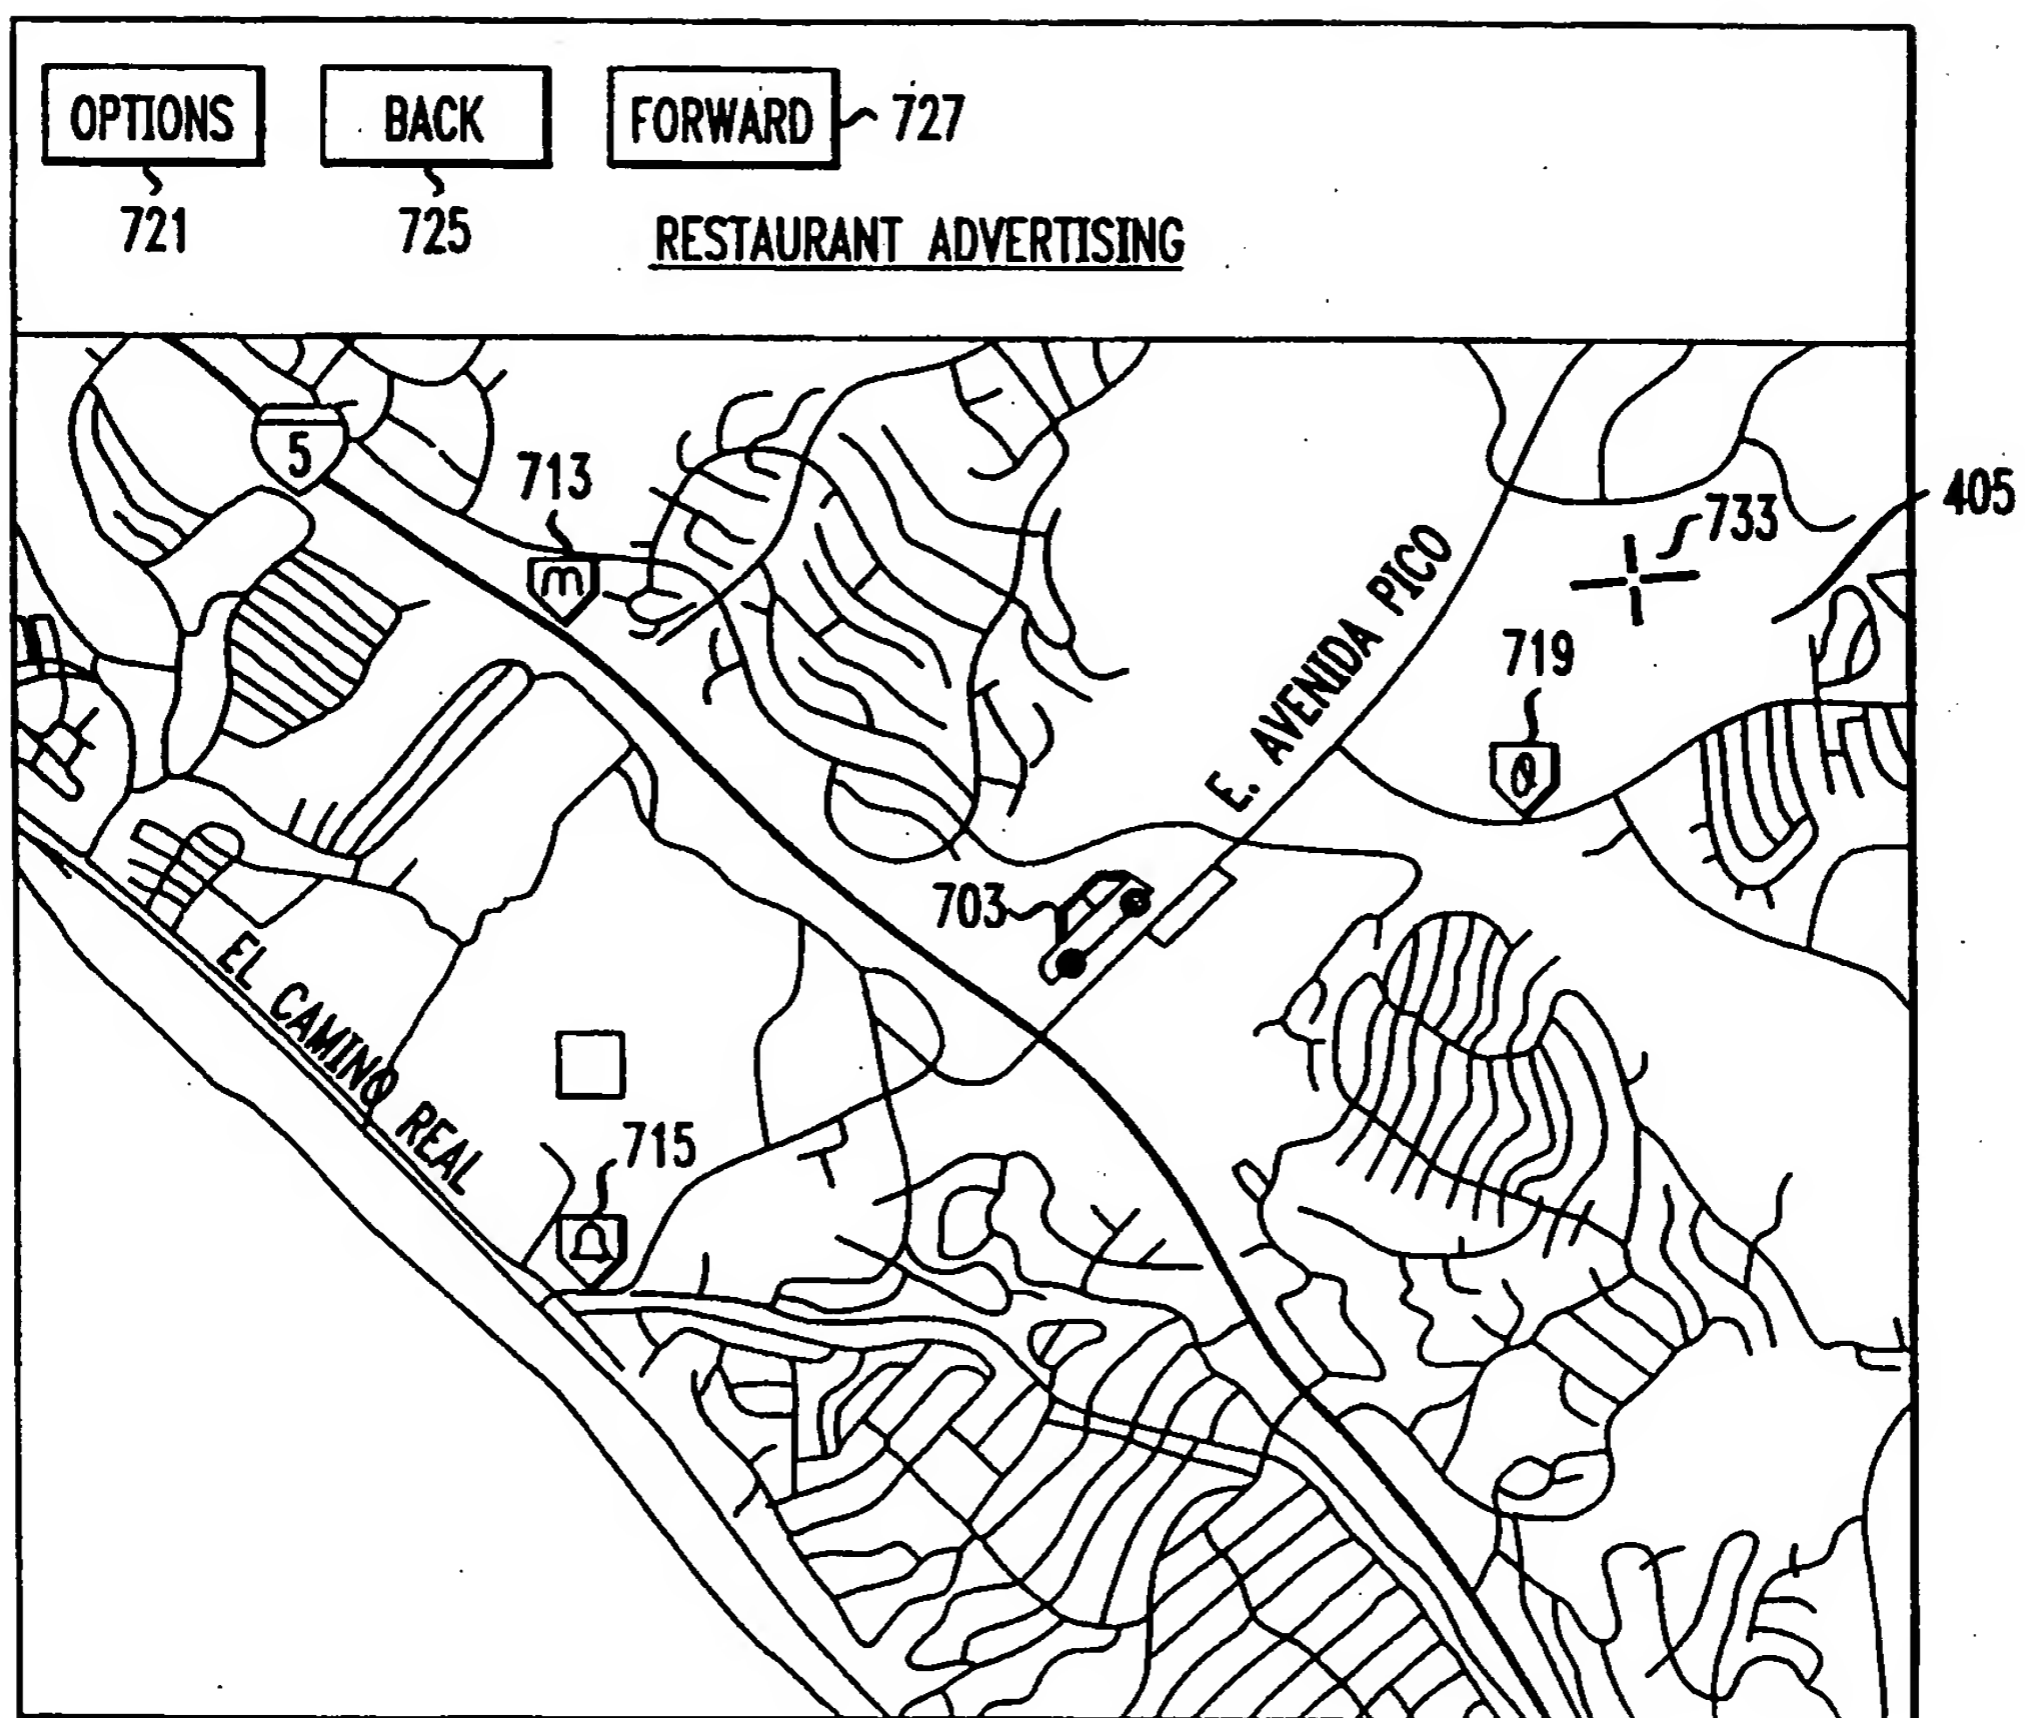 OPTIONS BACK FORWARD 727
721 725
RESTAURANT ADVERTISING
5
713
m
405
733
E. AVENIDA PICO
719
703
EL CAMINO REAL
715